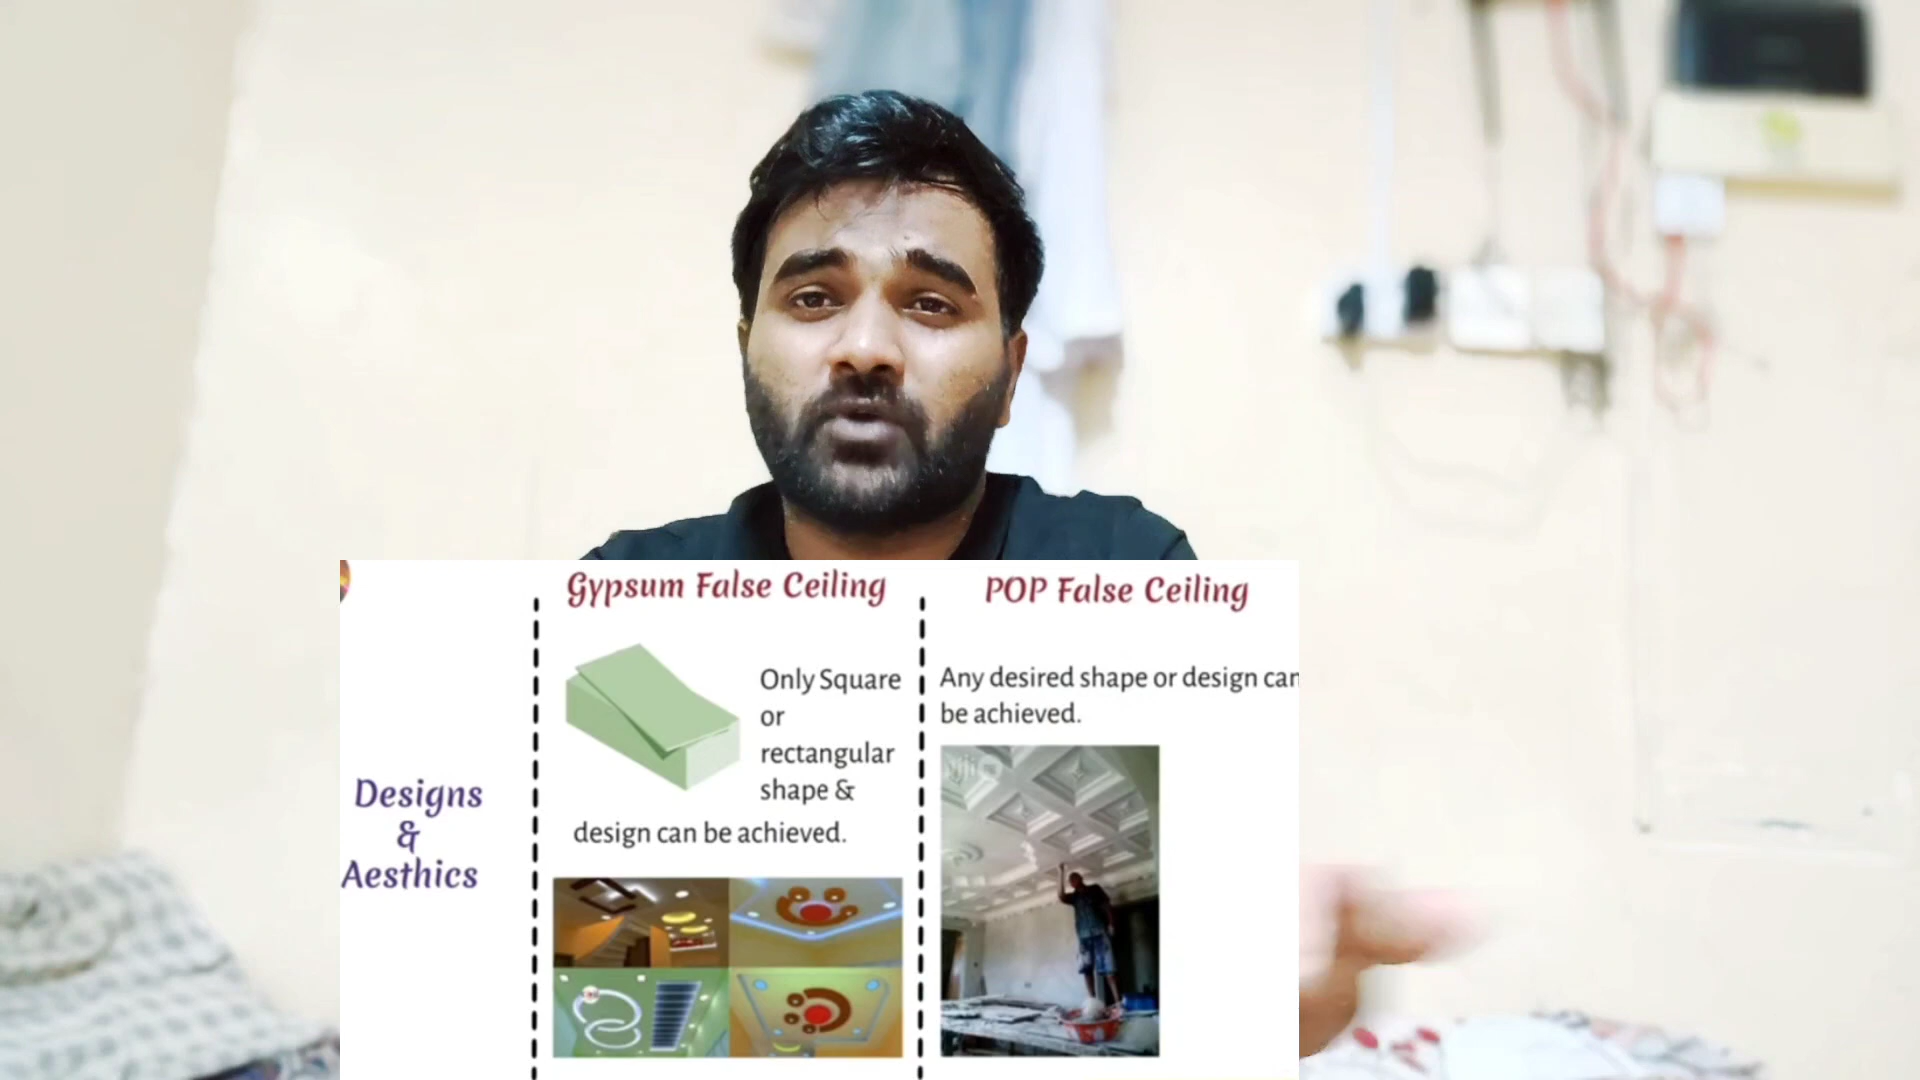 Gypsum False Ceiling
POP False Ceiling
Only Square
or
rectangular
shape &
design can be achieved.
Any desired shape or design can
be achieved.
Designs
&
Aesthics